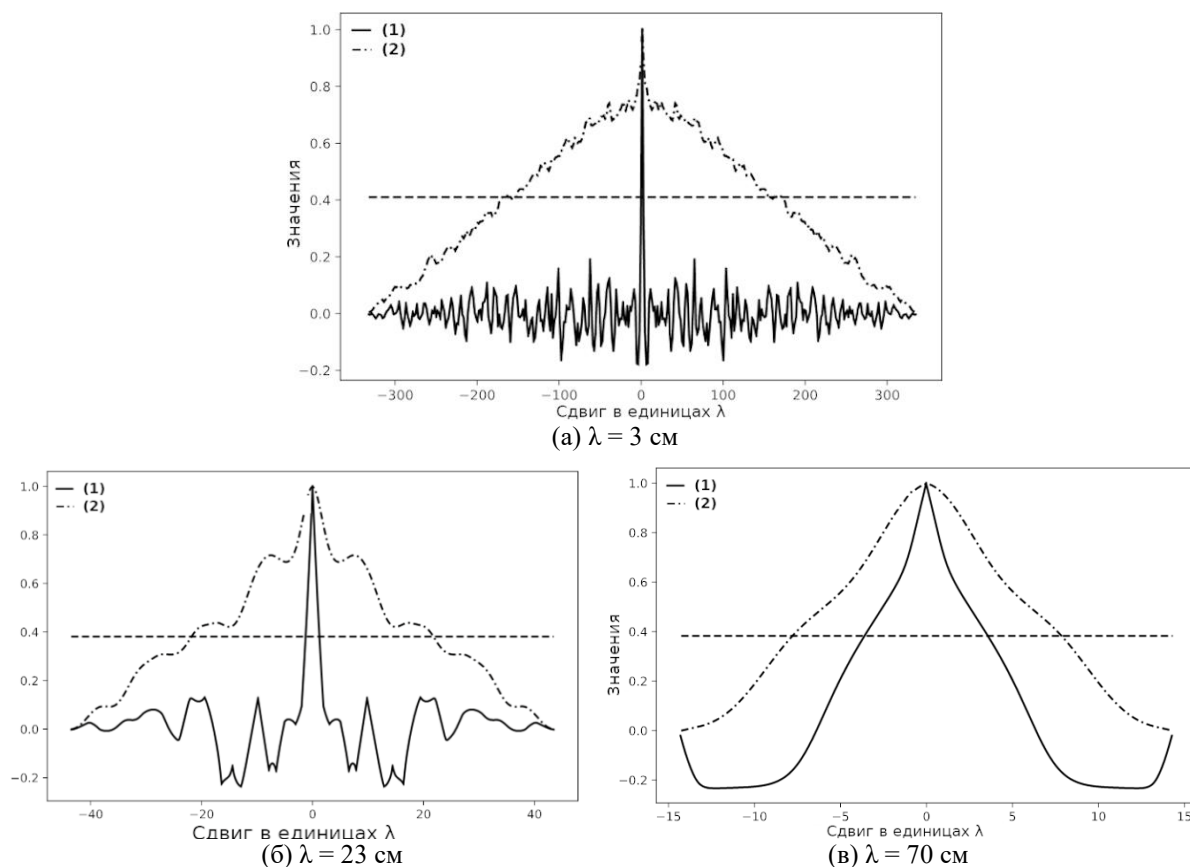 (1)
(2)
1.0
0.8
0.6
0.4
0.2
0.0
−0.2
Значения
−300 −200 −100 0 100 200 300
Сдвиг в единицах λ
(а) λ = 3 см
(1)
(2)
1.0
0.8
0.6
0.4
0.2
0.0
−0.2
−40 −20 0 20 40
Сдвиг в единицах λ
(б) λ = 23 см
(1)
(2)
1.0
0.8
0.6
0.4
0.2
0.0
−0.2
Значения
−15 −10 −5 0 5 10 15
Сдвиг в единицах λ
(в) λ = 70 см